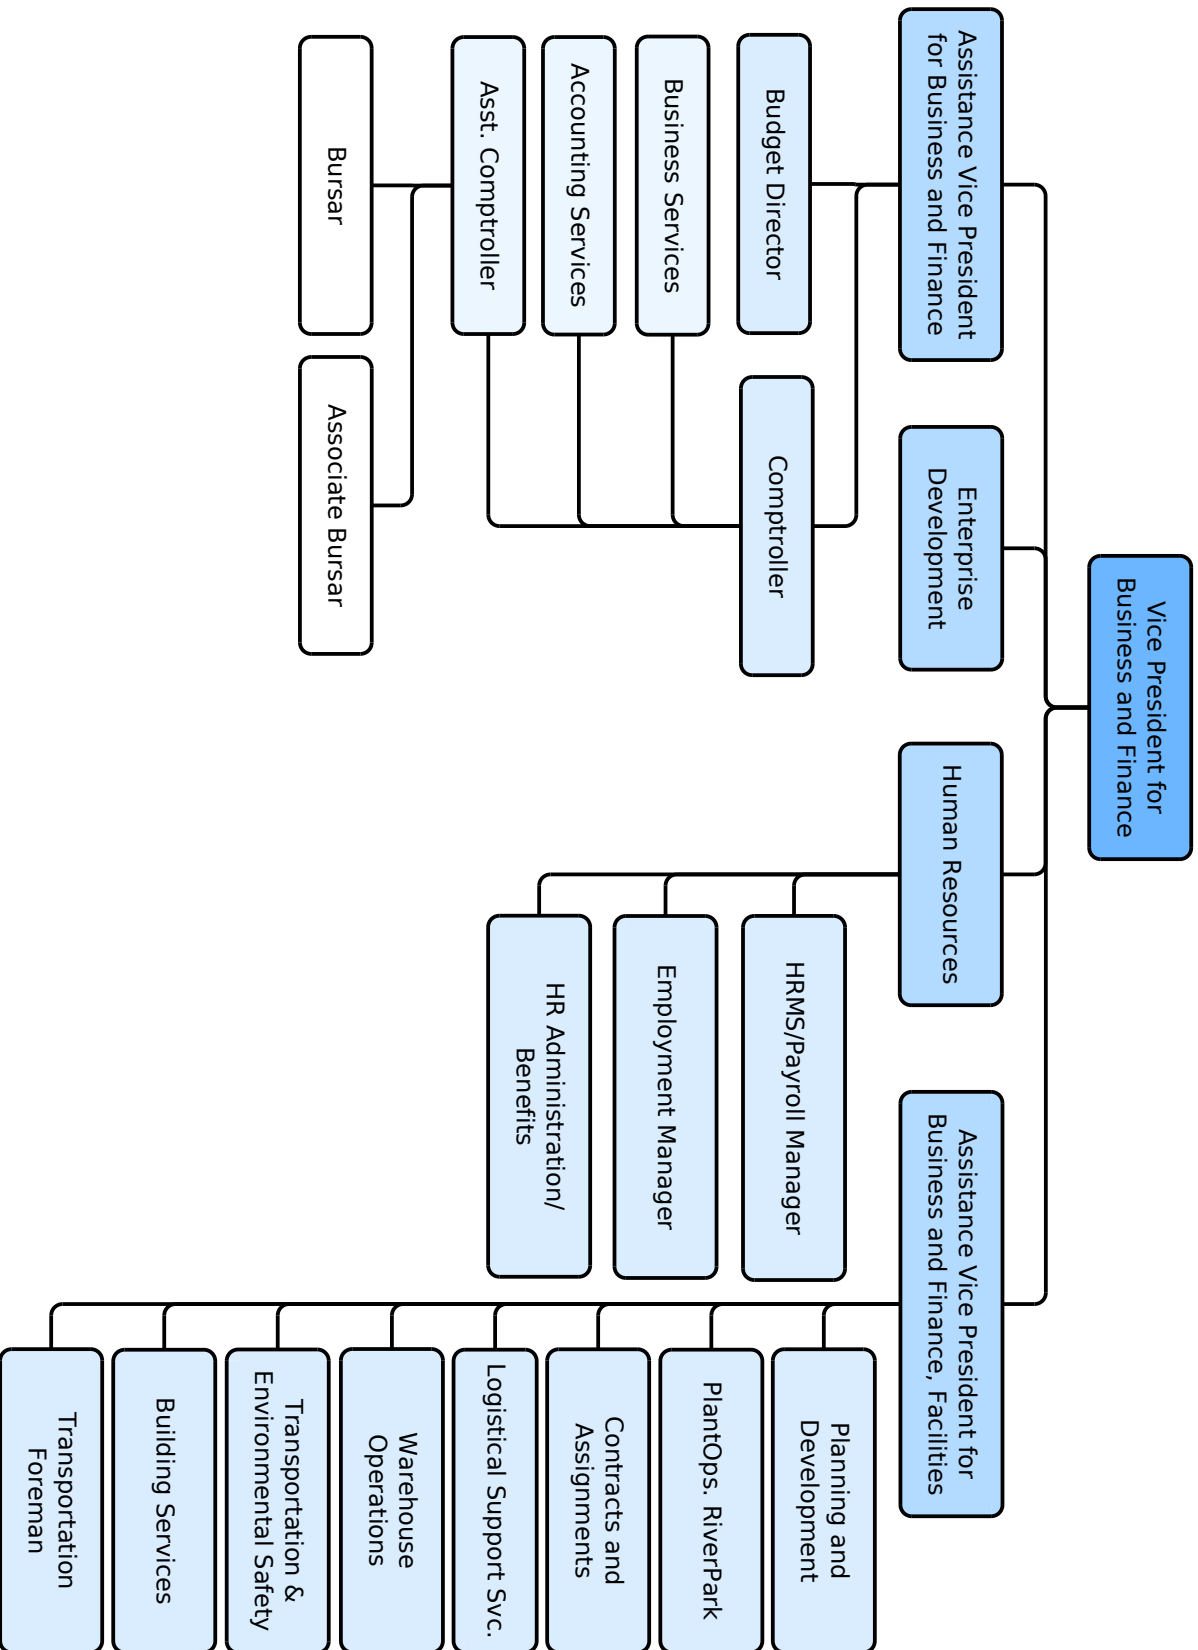 Vice President for
Business and Finance
Assistance Vice President
for Business and Finance
Enterprise
Development
Human Resources
Assistance Vice President for
Business and Finance, Facilities
Budget Director
Comptroller
Business Services
Accounting Services
Asst. Comptroller
Bursar
Associate Bursar
HRMS/Payroll Manager
Employment Manager
HR Administration/
Benefits
Planning and
Development
PlantOps. RiverPark
Contracts and
Assignments
Logistical Support Svc.
Warehouse
Operations
Transportation &
Environmental Safety
Building Services
Transportation
Foreman